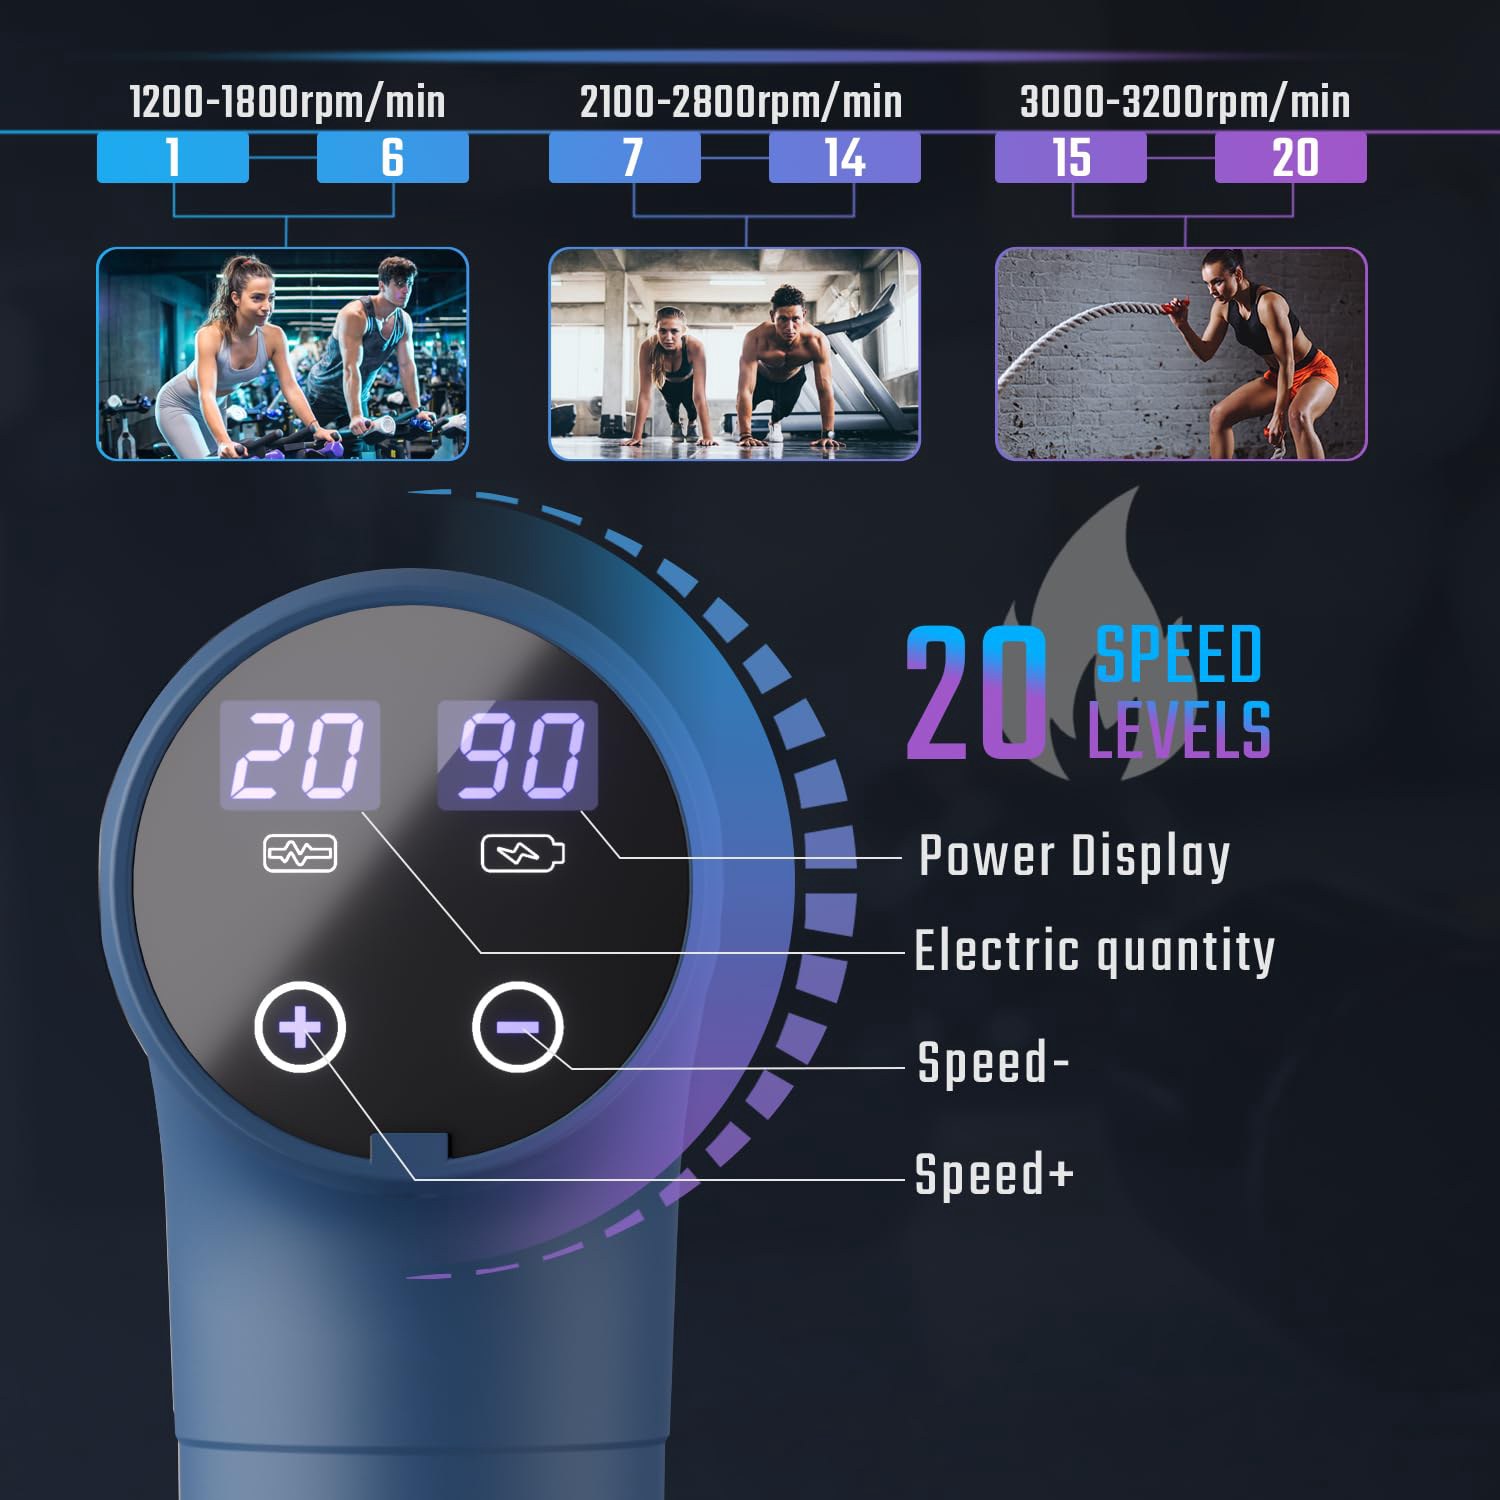 1200-1800rpm/min
2100-2800rpm/min
3000-3200rpm/min
1
6
7
14
15
20
20 SPEED
LEVELS
20
90
Power Display
Electric quantity
Speed-
Speed+